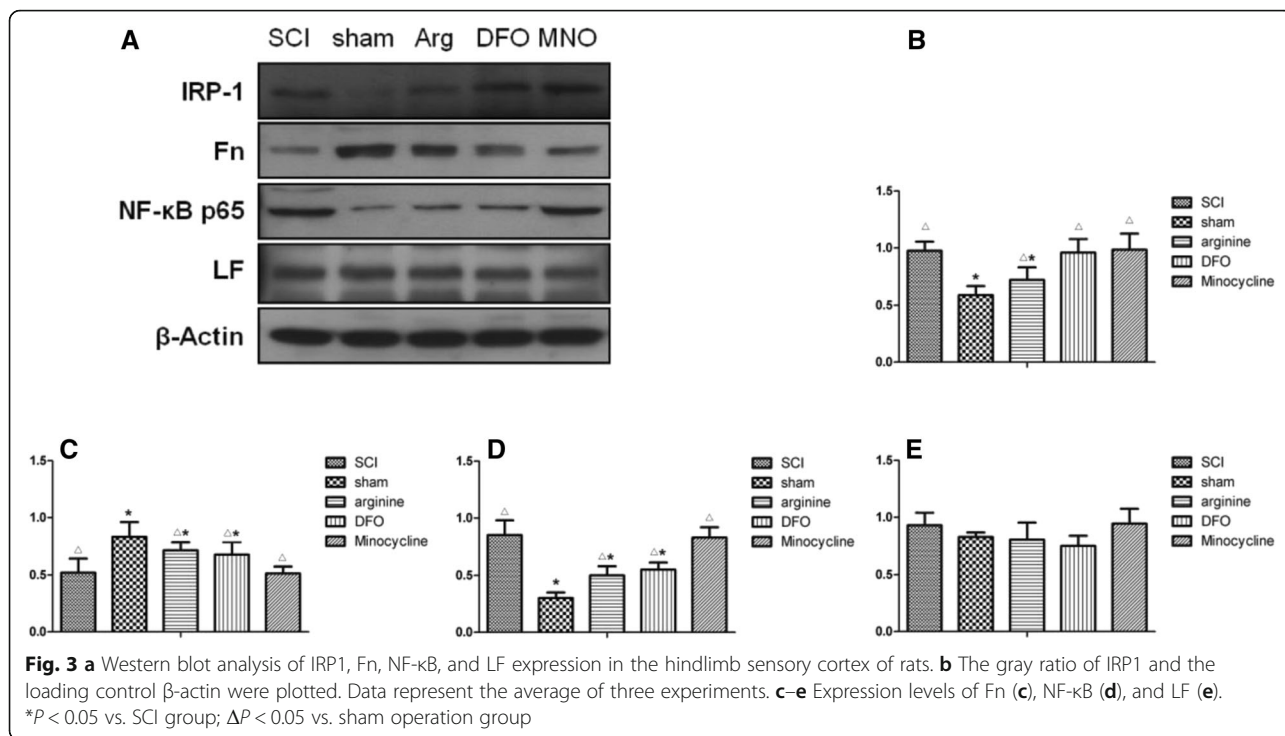 A
SCI sham Arg DFO MNO
IRP-1
Fn
NF-κB p65
LF
β-Actin
B
1.5
1.0
0.5
0.0
△ * △* △ △
SCI
sham
arginine
DFO
Minocycline
C
1.5
1.0
0.5
0.0
△ * △* △* △
SCI
sham
arginine
DFO
Minocycline
D
1.5
1.0
0.5
0.0
△ * △* △* △
SCI
sham
arginine
DFO
Minocycline
E
1.5
1.0
0.5
0.0
SCI
sham
arginine
DFO
Minocycline
Fig. 3 a Western blot analysis of IRP1, Fn, NF-κB, and LF expression in the hindlimb sensory cortex of rats. b The gray ratio of IRP1 and the
loading control β-actin were plotted. Data represent the average of three experiments. c–e Expression levels of Fn (c), NF-κB (d), and LF (e).
*P < 0.05 vs. SCI group; ΔP < 0.05 vs. sham operation group